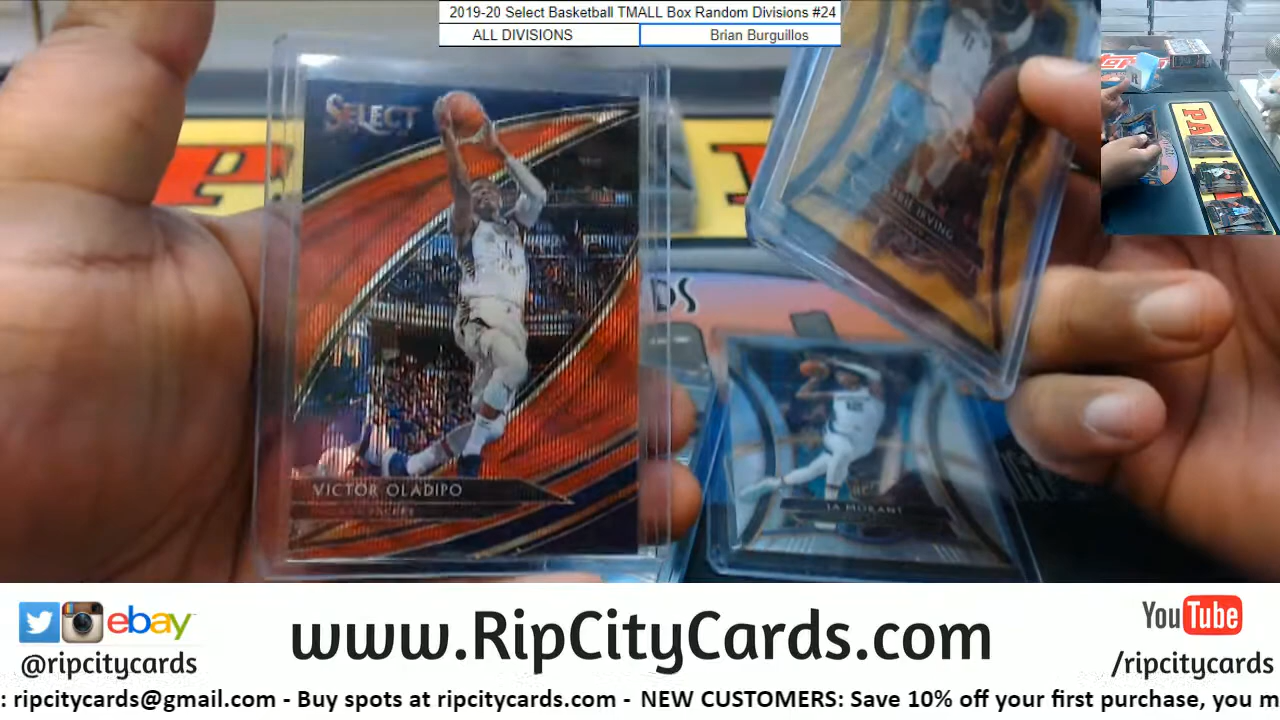 2019-20 Select Basketball TMALL Box Random Divisions #24
ALL DIVISIONS Brian Burguillos
SELECT
VICTOR OLADIPO
IRVING
JA MORANT
P
PA
www.RipCityCards.com
ebay
@ripcitycards
YouTube
/ripcitycards
: ripcitycards@gmail.com - Buy spots at ripcitycards.com - NEW CUSTOMERS: Save 10% off your first purchase, you m